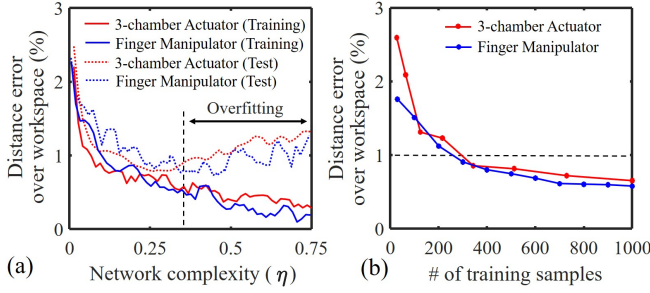 3
2
1
0
Distance error
over workspace (%)
3-chamber Actuator (Training)
Finger Manipulator (Training)
3-chamber Actuator (Test)
Finger Manipulator (Test)
Overfitting
0 0.25 0.5 0.75
Network complexity ( η )
(a)
3
2
1
0
Distance error
over workspace (%)
3-chamber Actuator
Finger Manipulator
0 200 400 600 800 1000
# of training samples
(b)